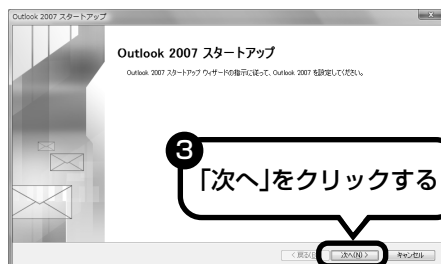 Outlook 2007 スタートアップ
Outlook 2007 スタートアップ
Outlook 2007 スタートアップ ウィザードの指示に従って、Outlook 2007 を設定してください。
3
「次へ」をクリックする
< 戻る(
次へ(N) >
キャンセル